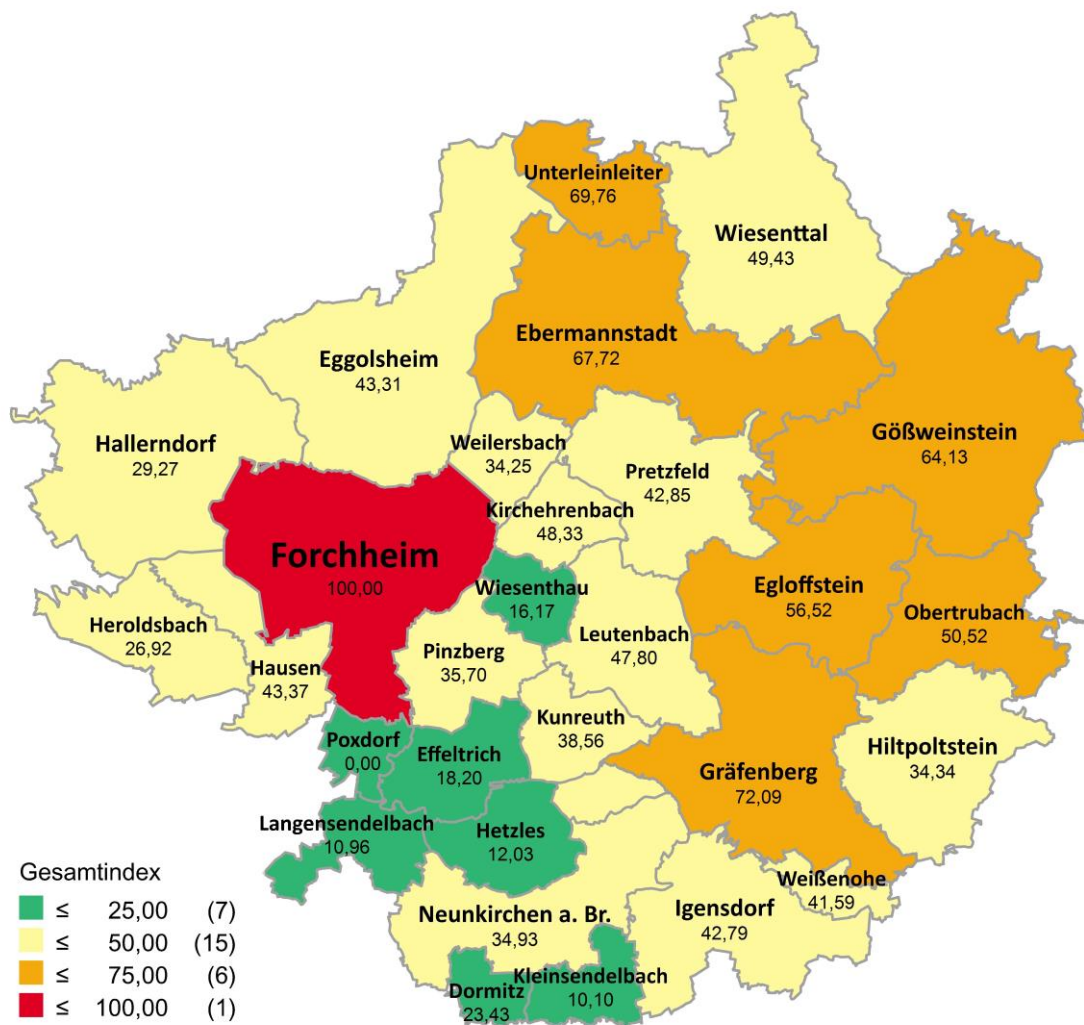 Unterleinleiter
69,76
Wiesenttal
49,43
Ebermannstadt
67,72
Eggolsheim
43,31
Gößweinstein
64,13
Hallerndorf
29,27
Weilersbach
34,25
Pretzfeld
42,85
Kirchehrenbach
48,33
Forchheim
100,00
Wiesenthau
16,17
Egloffstein
56,52
Obertrubach
50,52
Heroldsbach
26,92
Hausen
43,37
Pinzberg
35,70
Leutenbach
47,80
Kunreuth
38,56
Poxdorf
0,00
Effeltrich
18,20
Hiltpoltstein
34,34
Gräfenberg
72,09
Langensendelbach
10,96
Hetzles
12,03
Weißenohe
41,59
Neunkirchen a. Br.
34,93
Igensdorf
42,79
Kleinsendelbach
10,10
Dormitz
23,43
Gesamtindex
≤ 25,00 (7)
≤ 50,00 (15)
≤ 75,00 (6)
≤ 100,00 (1)